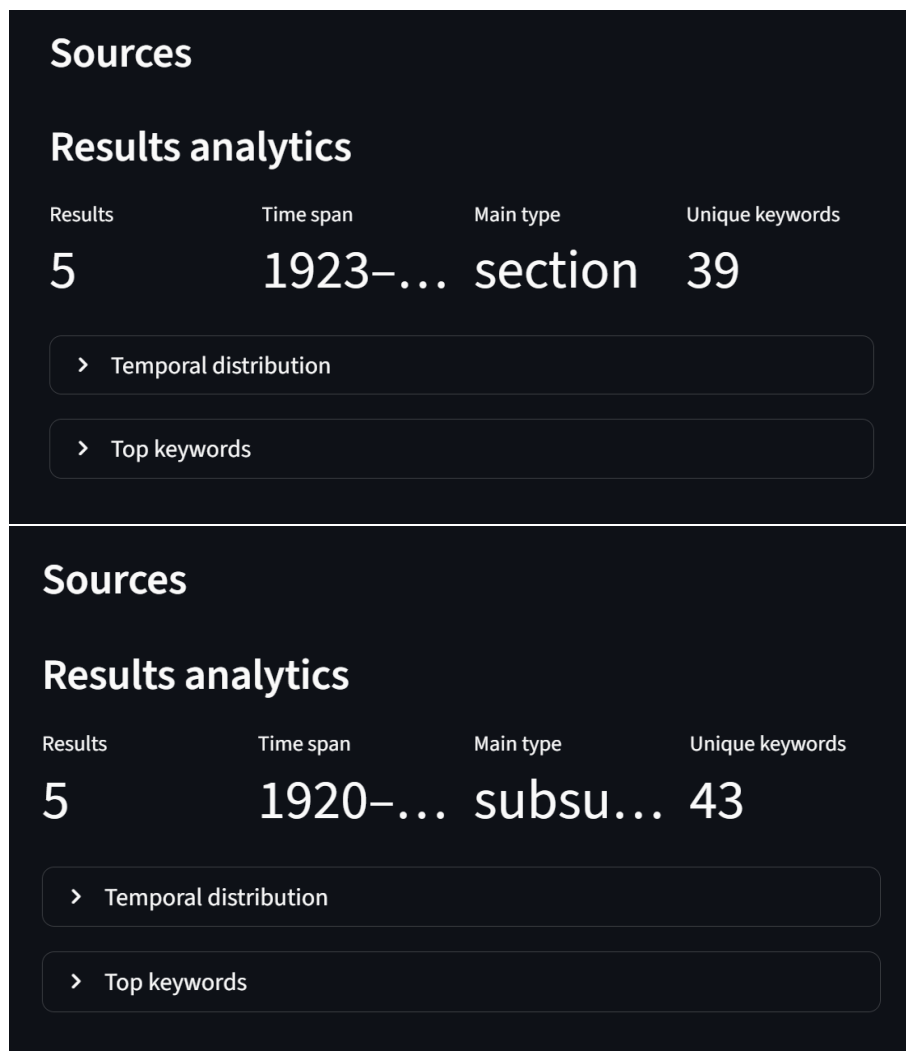 Sources
Results analytics
Results Time span Main type Unique keywords
5 1923–… section 39
Temporal distribution
Top keywords
Sources
Results analytics
Results Time span Main type Unique keywords
5 1920–… subsu… 43
Temporal distribution
Top keywords